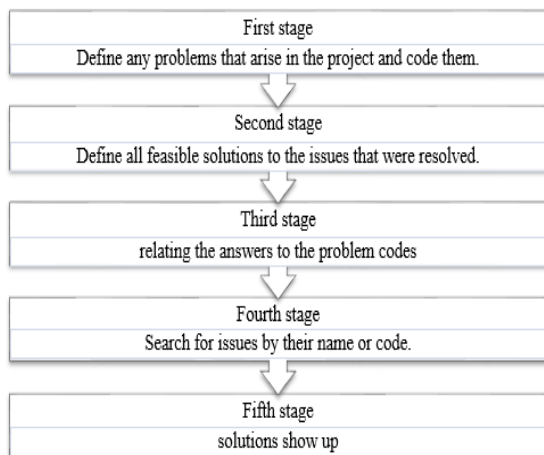 First stage
Define any problems that arise in the project and code them.
Second stage
Define all feasible solutions to the issues that were resolved.
Third stage
relating the answers to the problem codes
Fourth stage
Search for issues by their name or code.
Fifth stage
solutions show up